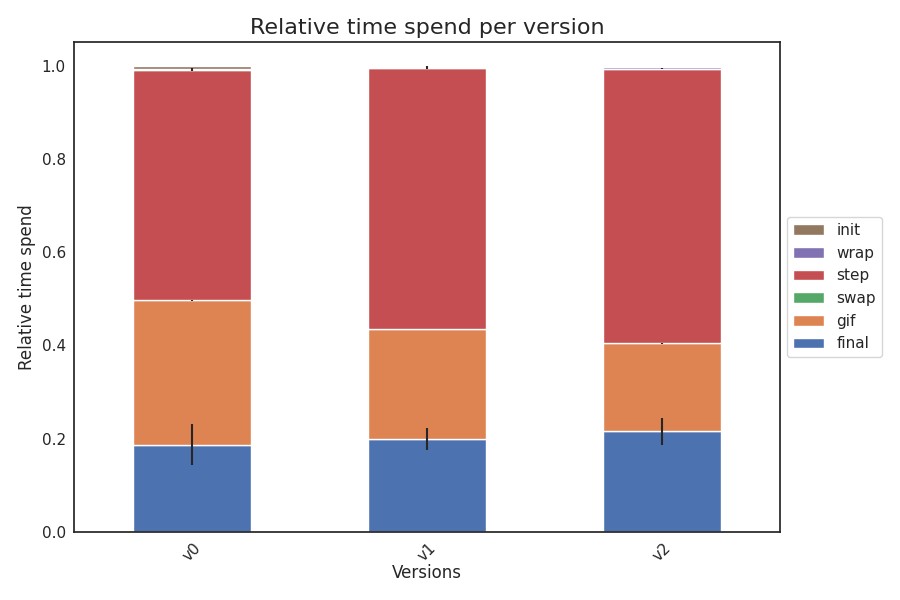 Relative time spend per version
1.0
0.8
0.6
0.4
0.2
0.0
Relative time spend
v0
v1
v2
Versions
init
wrap
step
swap
gif
final